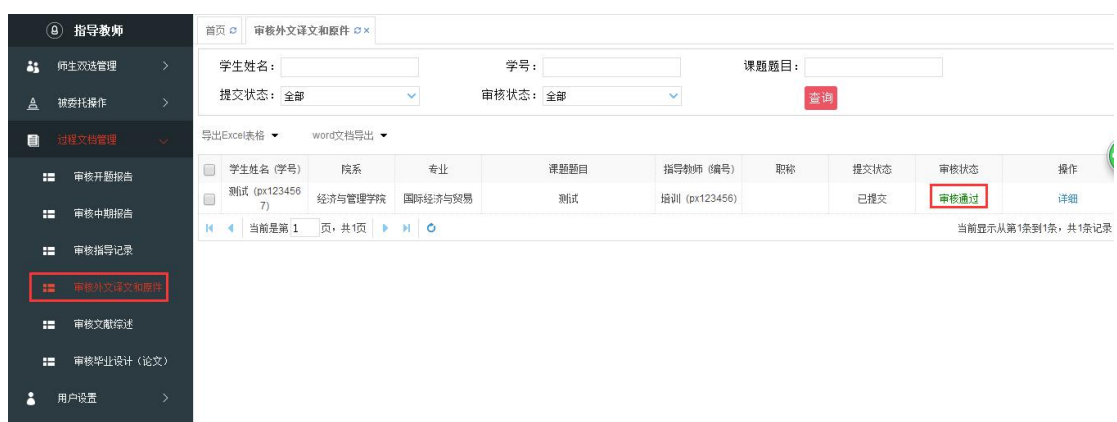 指导教师
首页 审核外文译文和原件
师生双选管理
学生姓名： 学号： 课题题目：
提交状态：全部 审核状态：全部 查询
被委托操作
过程文档管理
导出Excel表格 word文档导出
学生姓名 (学号) 院系 专业 课题题目 指导教师 (编号) 职称 提交状态 审核状态 操作
测试 (px123456
7) 经济与管理学院 国际经济与贸易 测试 培训 (px123456) 已提交 审核通过 详细
当前是第 1 页，共1页 当前显示从第1条到1条，共1条记录
审核开题报告
审核中期报告
审核指导记录
审核外文译文和原件
审核文献综述
审核毕业设计（论文）
用户设置